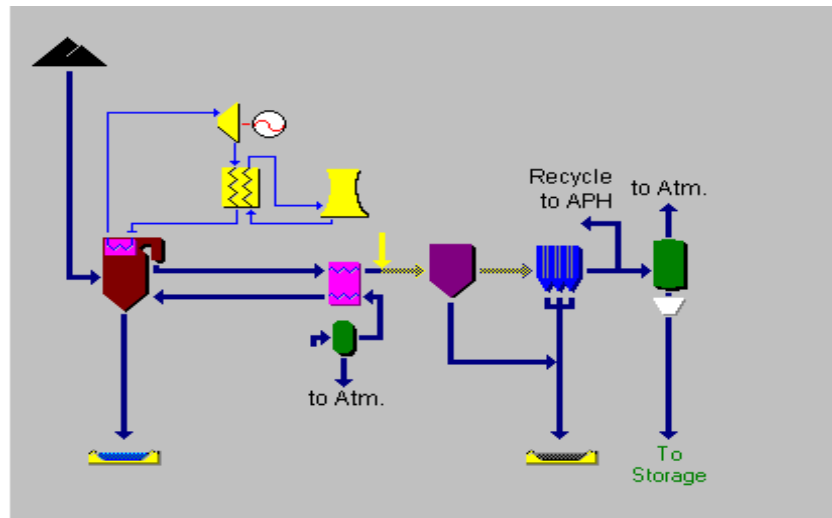 Recycle
to APH
to Atm.
to Atm.
To
Storage